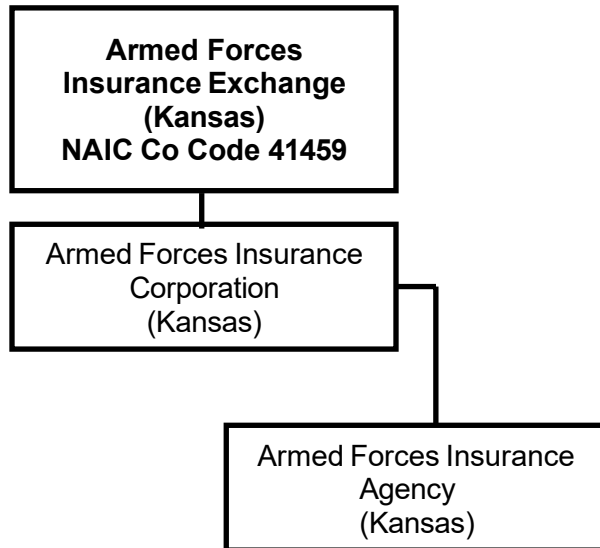 Armed Forces
Insurance Exchange
(Kansas)
NAIC Co Code 41459
Armed Forces Insurance
Corporation
(Kansas)
Armed Forces Insurance
Agency
(Kansas)